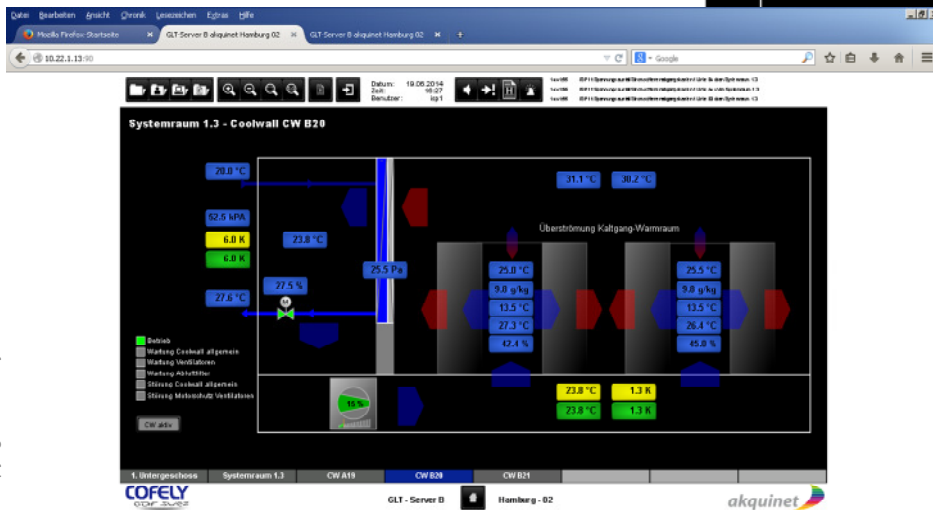 Datei Bearbeiten Ansicht Chronik Lesezeichen Extras Hilfe
Mozilla Firefox-Startseite × GLT-Server B akquinet Hamburg 02 × GLT-Server B akquinet Hamburg 02 × +
10.22.1.13:90 Google
Datum: 19.06.2014
Zeit: 16:27
Benutzer: isp1
Systemraum 1.3 - Coolwall CW B20
20.0 °C
31.1 °C 30.2 °C
52.5 kPA
Überströmung Kaltgang-Warmraum
6.0 K 23.8 °C
6.0 K
25.5 Pa 25.0 °C 25.5 °C
27.5 % 9.8 g/kg 9.8 g/kg
27.6 °C 13.5 °C 13.5 °C
M
27.3 °C 26.4 °C
42.4 % 45.0 %
Betrieb
Wartung Coolwall allgemein
Wartung Ventilatoren
Wartung Abluftfilter
Störung Coolwall allgemein
Störung Motorschutz Ventilatoren
23.8 °C 1.3 K
15 % 23.8 °C 1.3 K
CW aktiv
1. Untergeschoss Systemraum 1.3 CW A19 CW B20 CW B21
COFELY
GDF SUEZ
GLT - Server B Hamburg - 02
akquinet